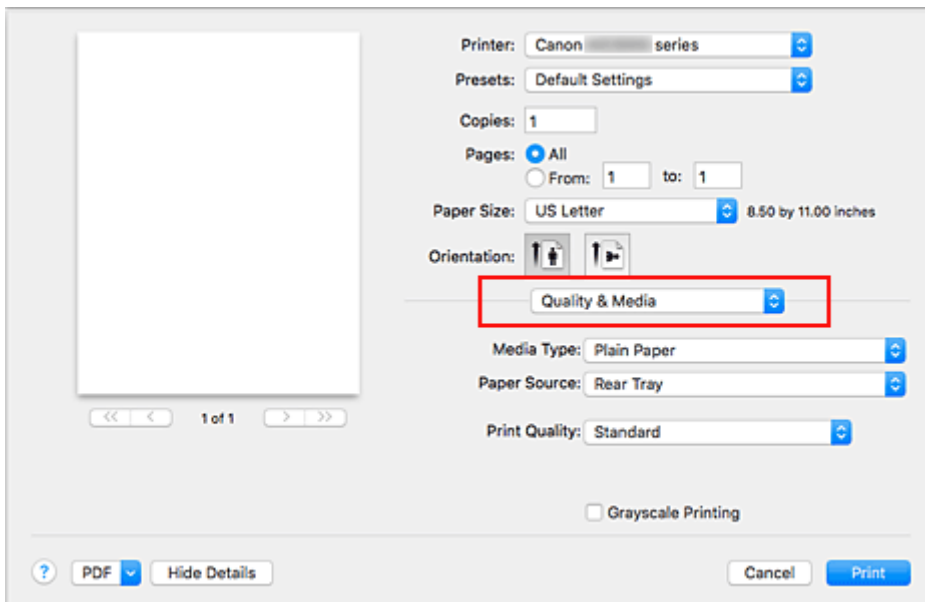 Printer: Canon series
Presets: Default Settings
Copies: 1
Pages: All
From: 1 to: 1
Paper Size: US Letter 8.50 by 11.00 inches
Orientation:
Quality & Media
Media Type: Plain Paper
Paper Source: Rear Tray
<< < 1 of 1 > >>
Print Quality: Standard
Grayscale Printing
? PDF Hide Details Cancel Print